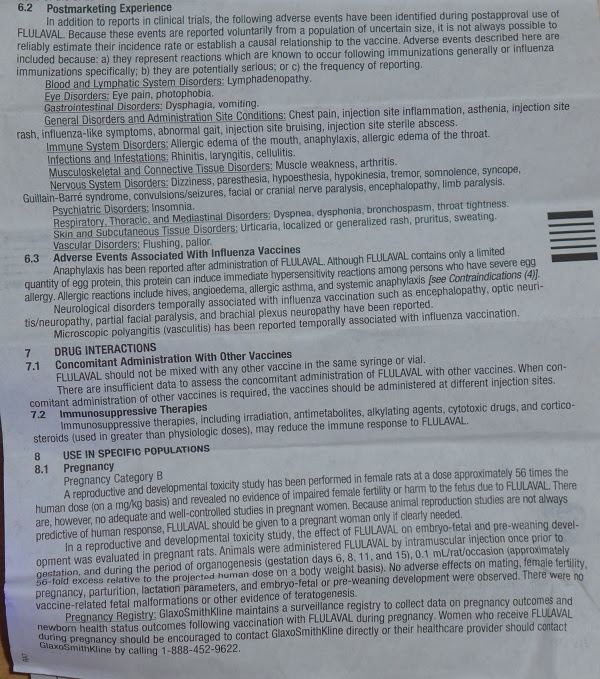 6.2 Postmarketing Experience
In addition to reports in clinical trials, the following adverse events have been identified during postapproval use of
FLULAVAL. Because these events are reported voluntarily from a population of uncertain size, it is not always possible to
reliably estimate their incidence rate or establish a causal relationship to the vaccine. Adverse events described here are
included because: a) they represent reactions which are known to occur following immunizations generally or influenza
immunizations specifically; b) they are potentially serious; or c) the frequency of reporting.
Blood and Lymphatic System Disorders: Lymphadenopathy.
Eye Disorders: Eye pain, photophobia.
Gastrointestinal Disorders: Dysphagia, vomiting.
General Disorders and Administration Site Conditions: Chest pain, injection site inflammation, asthenia, injection site
rash, influenza-like symptoms, abnormal gait, injection site bruising, injection site sterile abscess.
Immune System Disorders: Allergic edema of the mouth, anaphylaxis, allergic edema of the throat.
Infections and Infestations: Rhinitis, laryngitis, cellulitis.
Musculoskeletal and Connective Tissue Disorders: Muscle weakness, arthritis.
Nervous System Disorders: Dizziness, paresthesia, hypoesthesia, hypokinesia, tremor, somnolence, syncope,
Guillain-Barré syndrome, convulsions/seizures, facial or cranial nerve paralysis, encephalopathy, limb paralysis.
Psychiatric Disorders: Insomnia.
Respiratory, Thoracic, and Mediastinal Disorders: Dyspnea, dysphonia, bronchospasm, throat tightness.
Skin and Subcutaneous Tissue Disorders: Urticaria, localized or generalized rash, pruritus, sweating.
Vascular Disorders: Flushing, pallor.
6.3 Adverse Events Associated With Influenza Vaccines
Anaphylaxis has been reported after administration of FLULAVAL. Although FLULAVAL contains only a limited
quantity of egg protein, this protein can induce immediate hypersensitivity reactions among persons who have severe egg
allergy. Allergic reactions include hives, angioedema, allergic asthma, and systemic anaphylaxis [see Contraindications (4)].
Neurological disorders temporally associated with influenza vaccination such as encephalopathy, optic neuri-
tis/neuropathy, partial facial paralysis, and brachial plexus neuropathy have been reported.
Microscopic polyangitis (vasculitis) has been reported temporally associated with influenza vaccination.
7 DRUG INTERACTIONS
7.1 Concomitant Administration With Other Vaccines
FLULAVAL should not be mixed with any other vaccine in the same syringe or vial.
There are insufficient data to assess the concomitant administration of FLULAVAL with other vaccines. When con-
comitant administration of other vaccines is required, the vaccines should be administered at different injection sites.
7.2 Immunosuppressive Therapies
Immunosuppressive therapies, including irradiation, antimetabolites, alkylating agents, cytotoxic drugs, and cortico-
steroids (used in greater than physiologic doses), may reduce the immune response to FLULAVAL.
8 USE IN SPECIFIC POPULATIONS
8.1 Pregnancy
Pregnancy Category B
A reproductive and developmental toxicity study has been performed in female rats at a dose approximately 56 times the
human dose (on a mg/kg basis) and revealed no evidence of impaired female fertility or harm to the fetus due to FLULAVAL. There
are, however, no adequate and well-controlled studies in pregnant women. Because animal reproduction studies are not always
predictive of human response, FLULAVAL should be given to a pregnant woman only if clearly needed.
In a reproductive and developmental toxicity study, the effect of FLULAVAL on embryo-fetal and pre-weaning devel-
opment was evaluated in pregnant rats. Animals were administered FLULAVAL by intramuscular injection once prior to
gestation, and during the period of organogenesis (gestation days 6, 8, 11, and 15), 0.1 mL/rat/occasion (approximately
56-fold excess relative to the projected human dose on a body weight basis). No adverse effects on mating, female fertility,
pregnancy, parturition, lactation parameters, and embryo-fetal or pre-weaning development were observed. There were no
vaccine-related fetal malformations or other evidence of teratogenesis.
Pregnancy Registry: GlaxoSmithKline maintains a surveillance registry to collect data on pregnancy outcomes and
newborn health status outcomes following vaccination with FLULAVAL during pregnancy. Women who receive FLULAVAL
during pregnancy should be encouraged to contact GlaxoSmithKline directly or their healthcare provider should contact
GlaxoSmithKline by calling 1-888-452-9622.